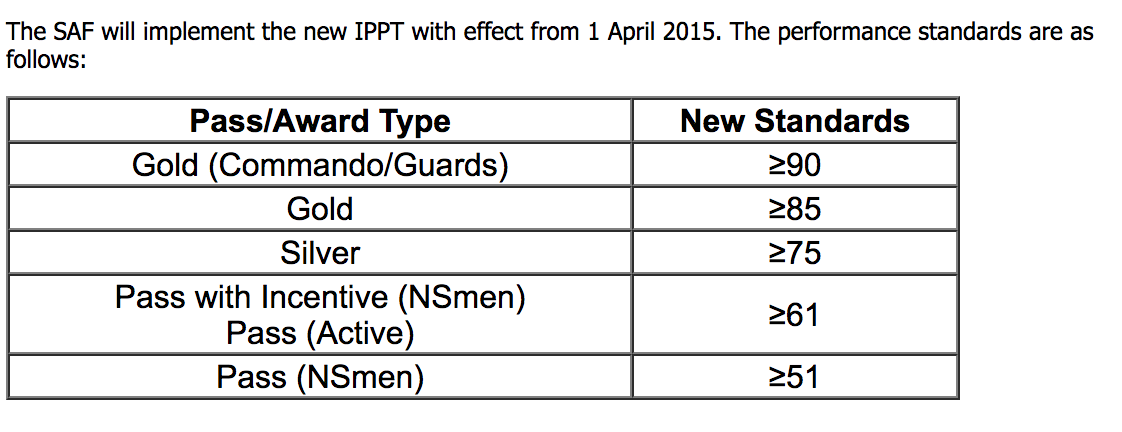 The SAF will implement the new IPPT with effect from 1 April 2015. The performance standards are as
follows:
Pass/Award Type New Standards
Gold (Commando/Guards) ≥90
Gold ≥85
Silver ≥75
Pass with Incentive (NSmen)
Pass (Active) ≥61
Pass (NSmen) ≥51